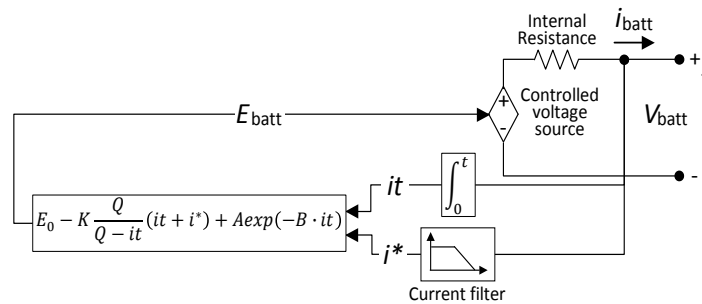 Internal
Resistance
i_batt
+
E_batt
+
-
Controlled
voltage
source
V_batt
-
it
∫_0^t
E_0 − K Q/(Q − it) (it + i*) + Aexp(−B · it)
i*
Current filter